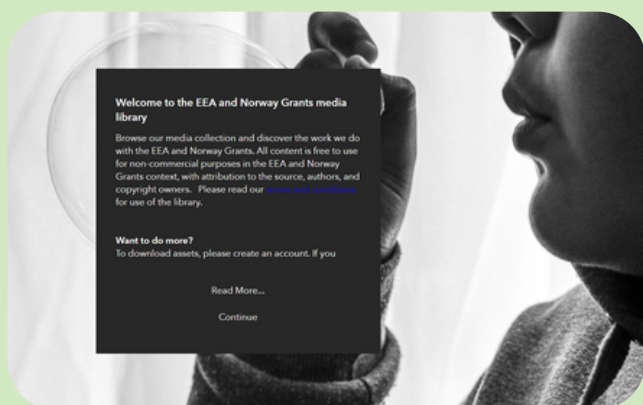 Welcome to the EEA and Norway Grants media
library
Browse our media collection and discover the work we do
with the EEA and Norway Grants. All content is free to use
for non-commercial purposes in the EEA and Norway
Grants context, with attribution to the source, authors, and
copyright owners. Please read our
for use of the library.
Want to do more?
To download assets, please create an account. If you
Read More...
Continue